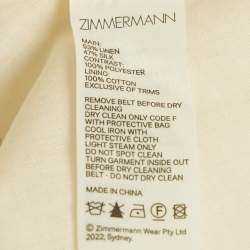 ZIMMERMANN
MAIN:
53% LINEN
47% SILK
CONTRAST:
100% POLYESTER
LINING:
100% COTTON
EXCLUSIVE OF TRIMS
REMOVE BELT BEFORE DRY
CLEANING
DRY CLEAN ONLY CODE F
WITH PROTECTIVE BAG
COOL IRON WITH
PROTECTIVE CLOTH
LIGHT STEAM ONLY
DO NOT SPOT CLEAN
TURN GARMENT INSIDE OUT
BEFORE DRY CLEANING
BELT - DO NOT DRY CLEAN
MADE IN CHINA
© Zimmermann Wear Pty Ltd
2022, Sydney.